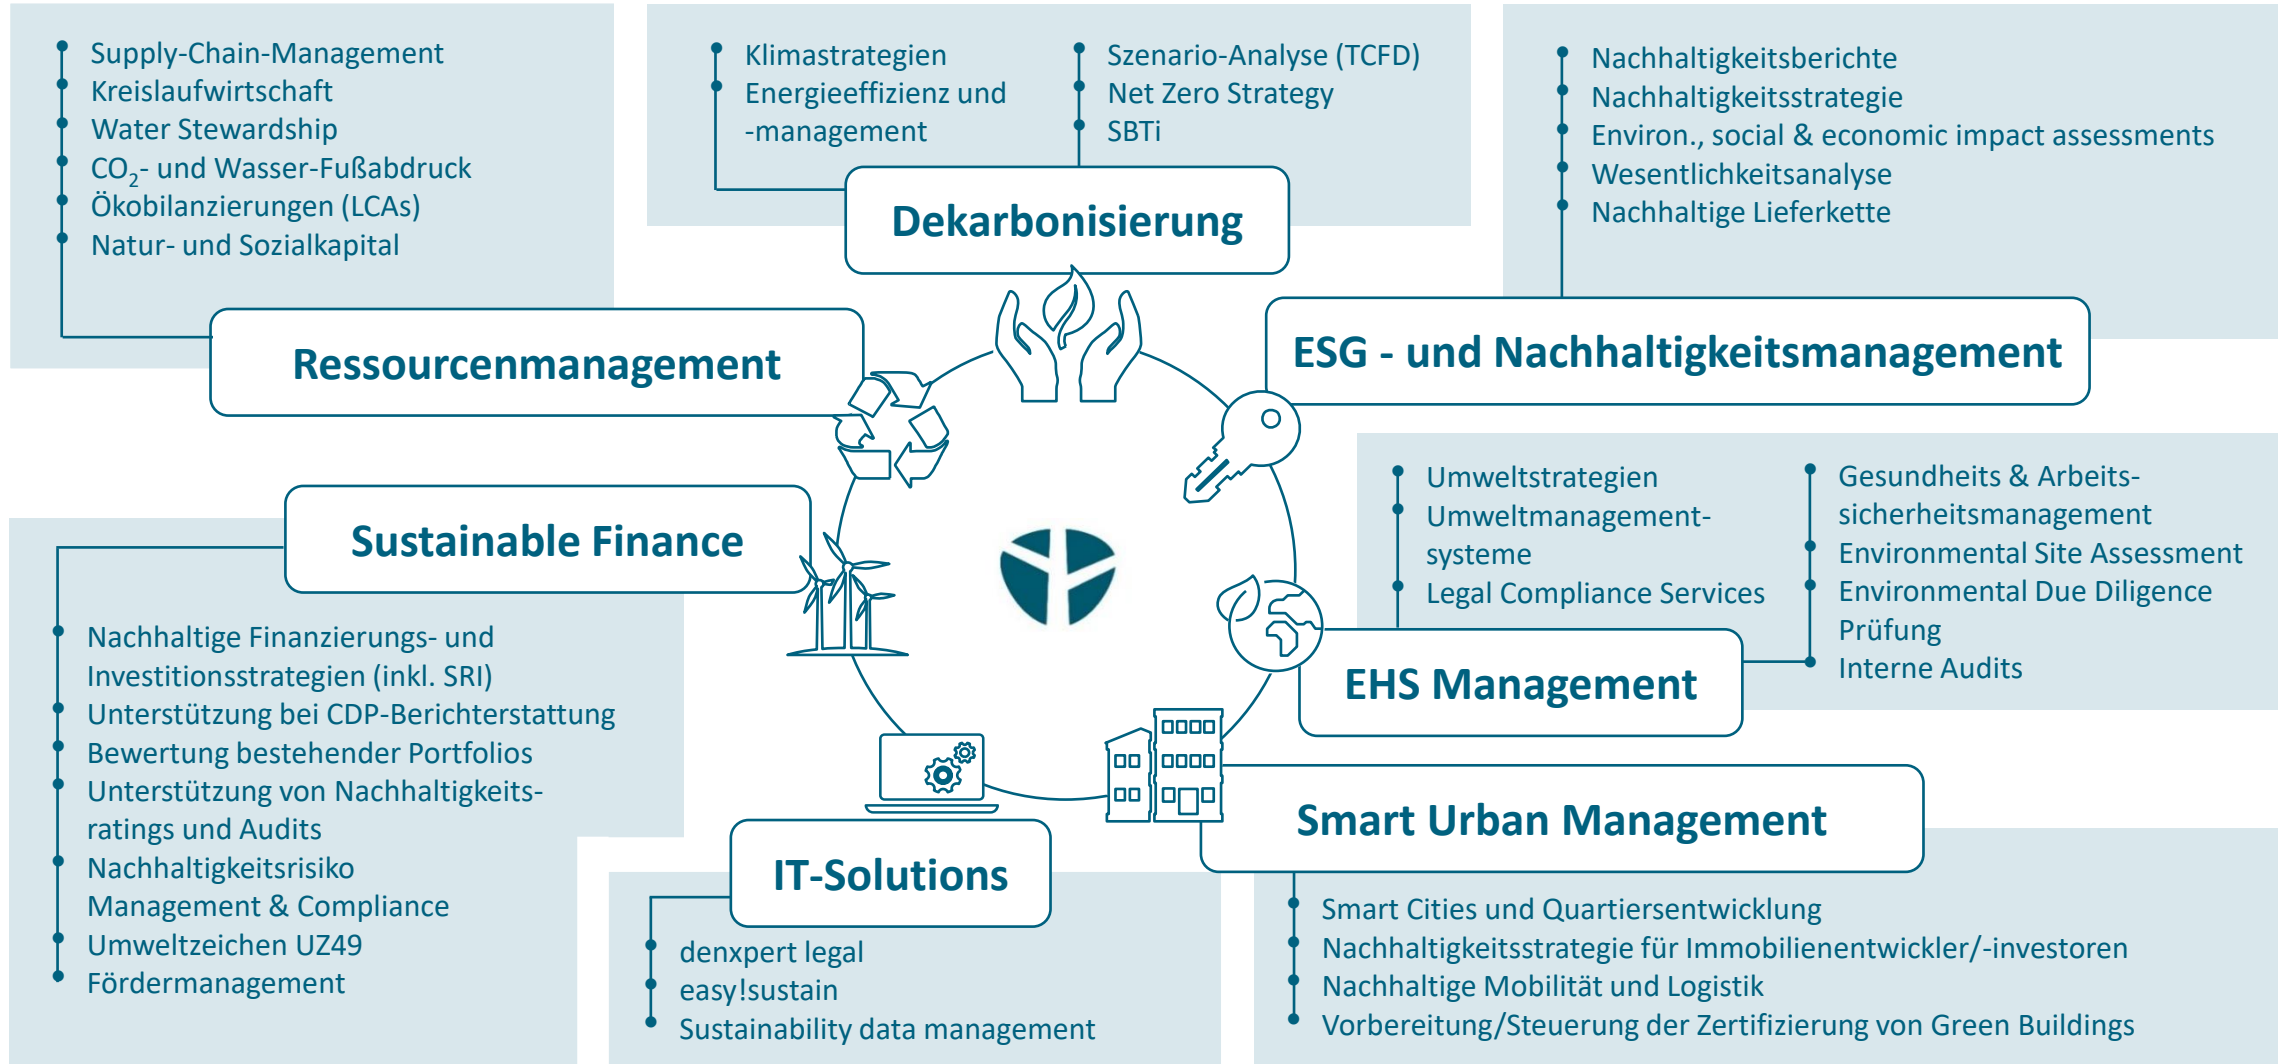 Supply-Chain-Management
Kreislaufwirtschaft
Water Stewardship
CO₂- und Wasser-Fußabdruck
Ökobilanzierungen (LCAs)
Natur- und Sozialkapital
Ressourcenmanagement
Klimastrategien
Energieeffizienz und
-management
Szenario-Analyse (TCFD)
Net Zero Strategy
SBTi
Dekarbonisierung
Nachhaltigkeitsberichte
Nachhaltigkeitsstrategie
Environ., social & economic impact assessments
Wesentlichkeitsanalyse
Nachhaltige Lieferkette
ESG - und Nachhaltigkeitsmanagement
Umweltstrategien
Umweltmanagement-
systeme
Legal Compliance Services
Gesundheits & Arbeits-
sicherheitsmanagement
Environmental Site Assessment
Environmental Due Diligence
Prüfung
Interne Audits
EHS Management
Sustainable Finance
Nachhaltige Finanzierungs- und
Investitionsstrategien (inkl. SRI)
Unterstützung bei CDP-Berichterstattung
Bewertung bestehender Portfolios
Unterstützung von Nachhaltigkeits-
ratings und Audits
Nachhaltigkeitsrisiko
Management & Compliance
Umweltzeichen UZ49
Fördermanagement
IT-Solutions
denxpert legal
easy!sustain
Sustainability data management
Smart Urban Management
Smart Cities und Quartiersentwicklung
Nachhaltigkeitsstrategie für Immobilienentwickler/-investoren
Nachhaltige Mobilität und Logistik
Vorbereitung/Steuerung der Zertifizierung von Green Buildings